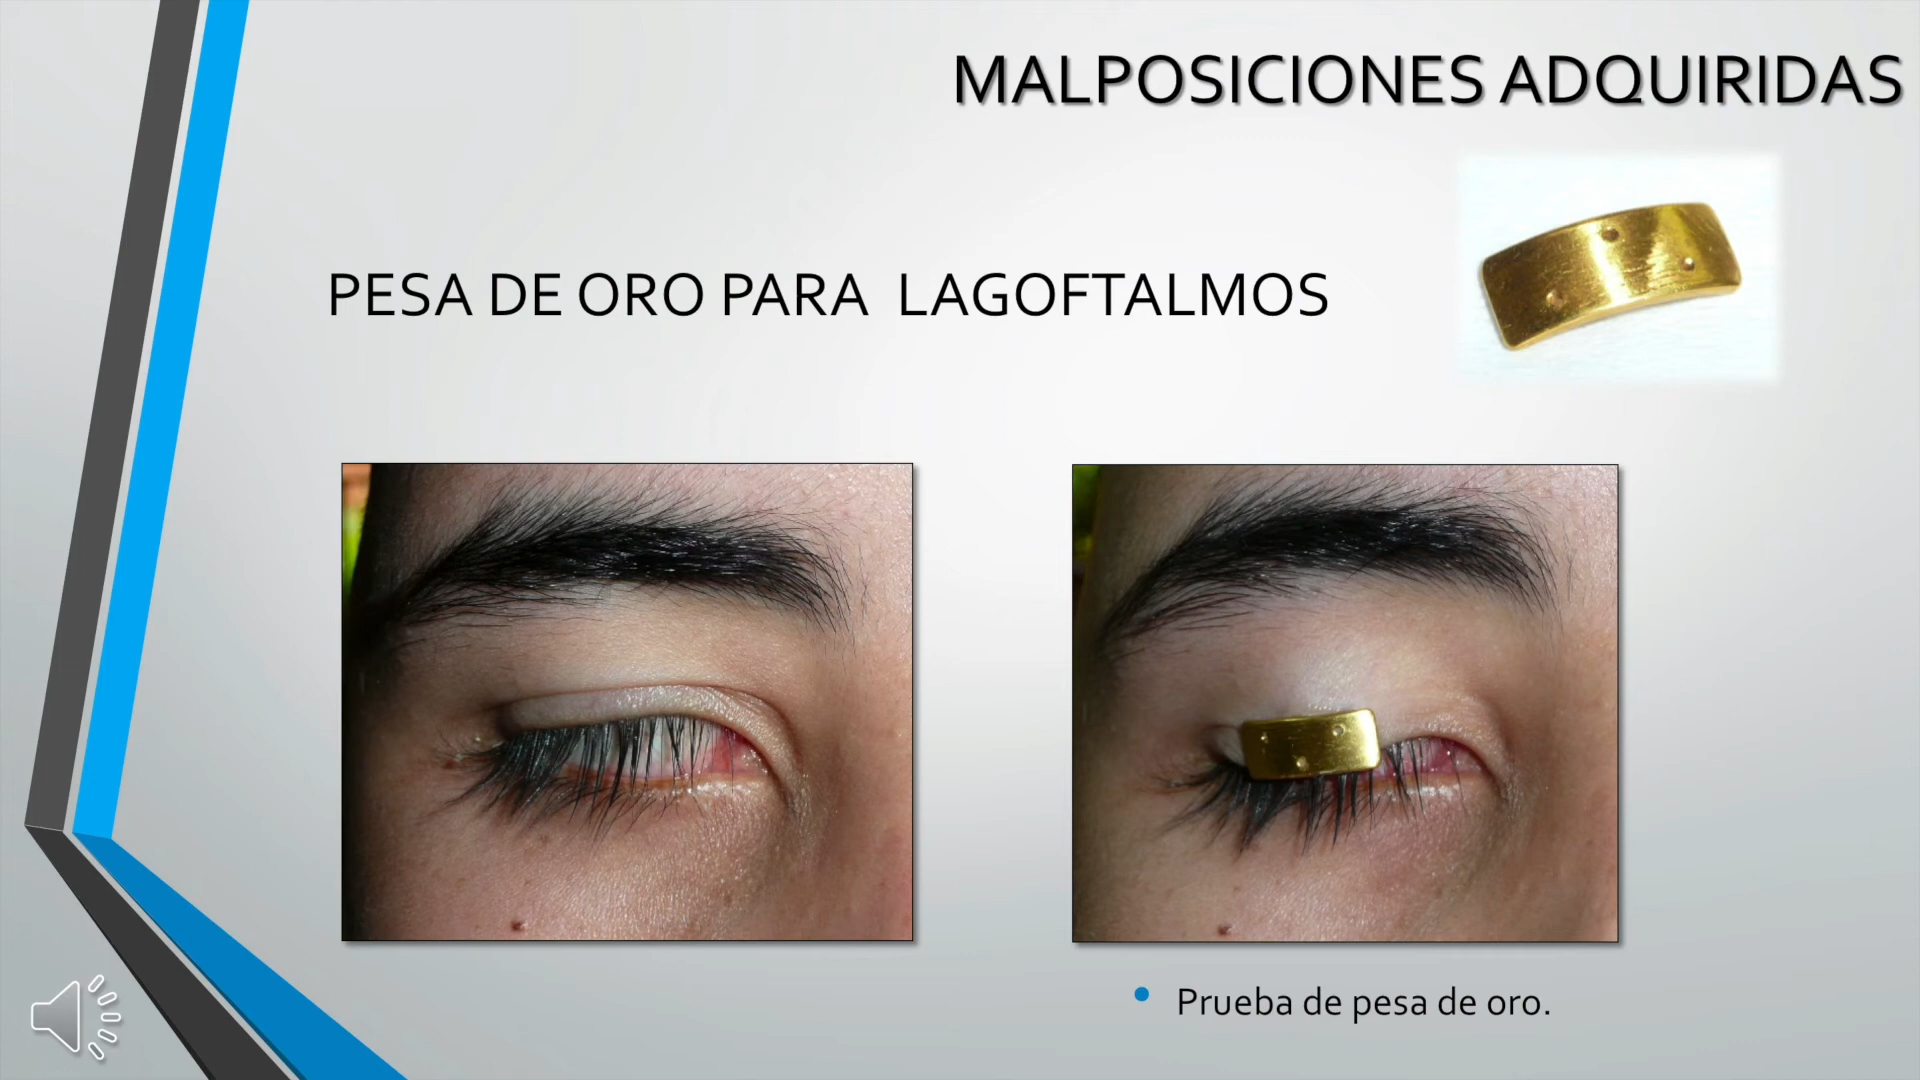 MALPOSICIONES ADQUIRIDAS
PESA DE ORO PARA LAGOFTALMOS
Prueba de pesa de oro.